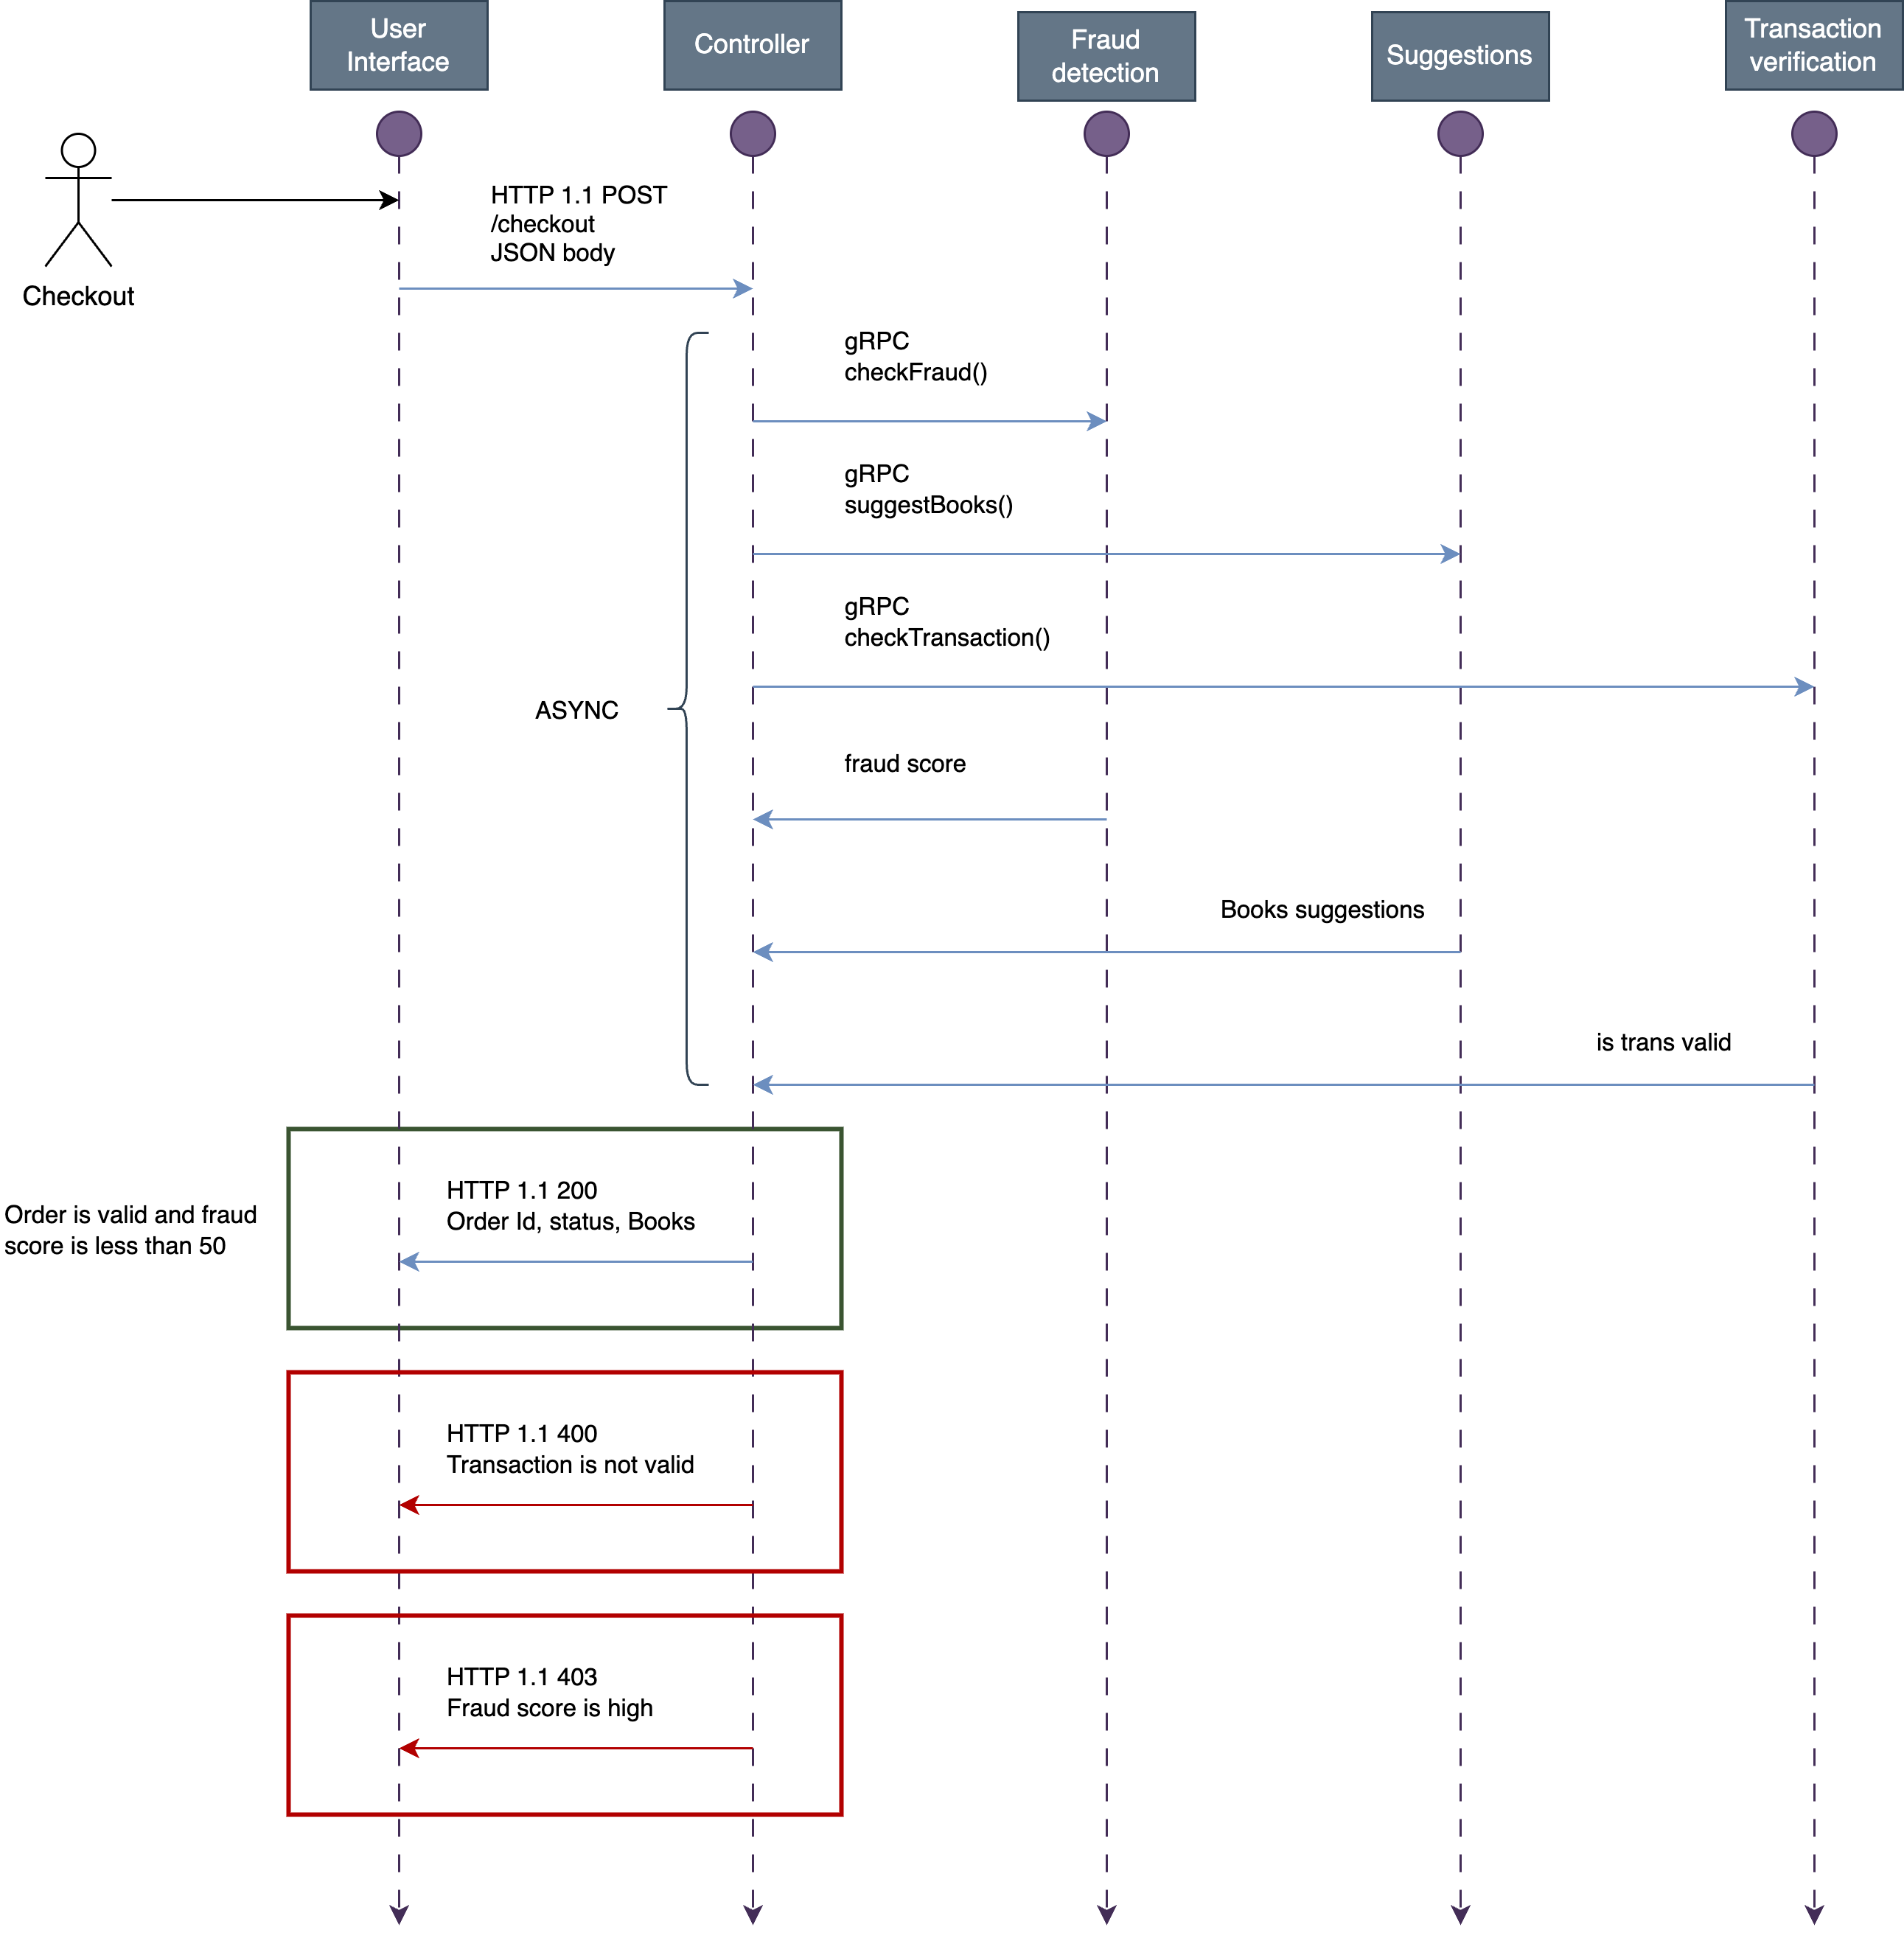 User
Interface
Controller
Fraud
detection
Suggestions
Transaction
verification
Checkout
HTTP 1.1 POST
/checkout
JSON body
gRPC
checkFraud()
gRPC
suggestBooks()
gRPC
checkTransaction()
ASYNC
fraud score
Books suggestions
is trans valid
Order is valid and fraud
score is less than 50
HTTP 1.1 200
Order Id, status, Books
HTTP 1.1 400
Transaction is not valid
HTTP 1.1 403
Fraud score is high